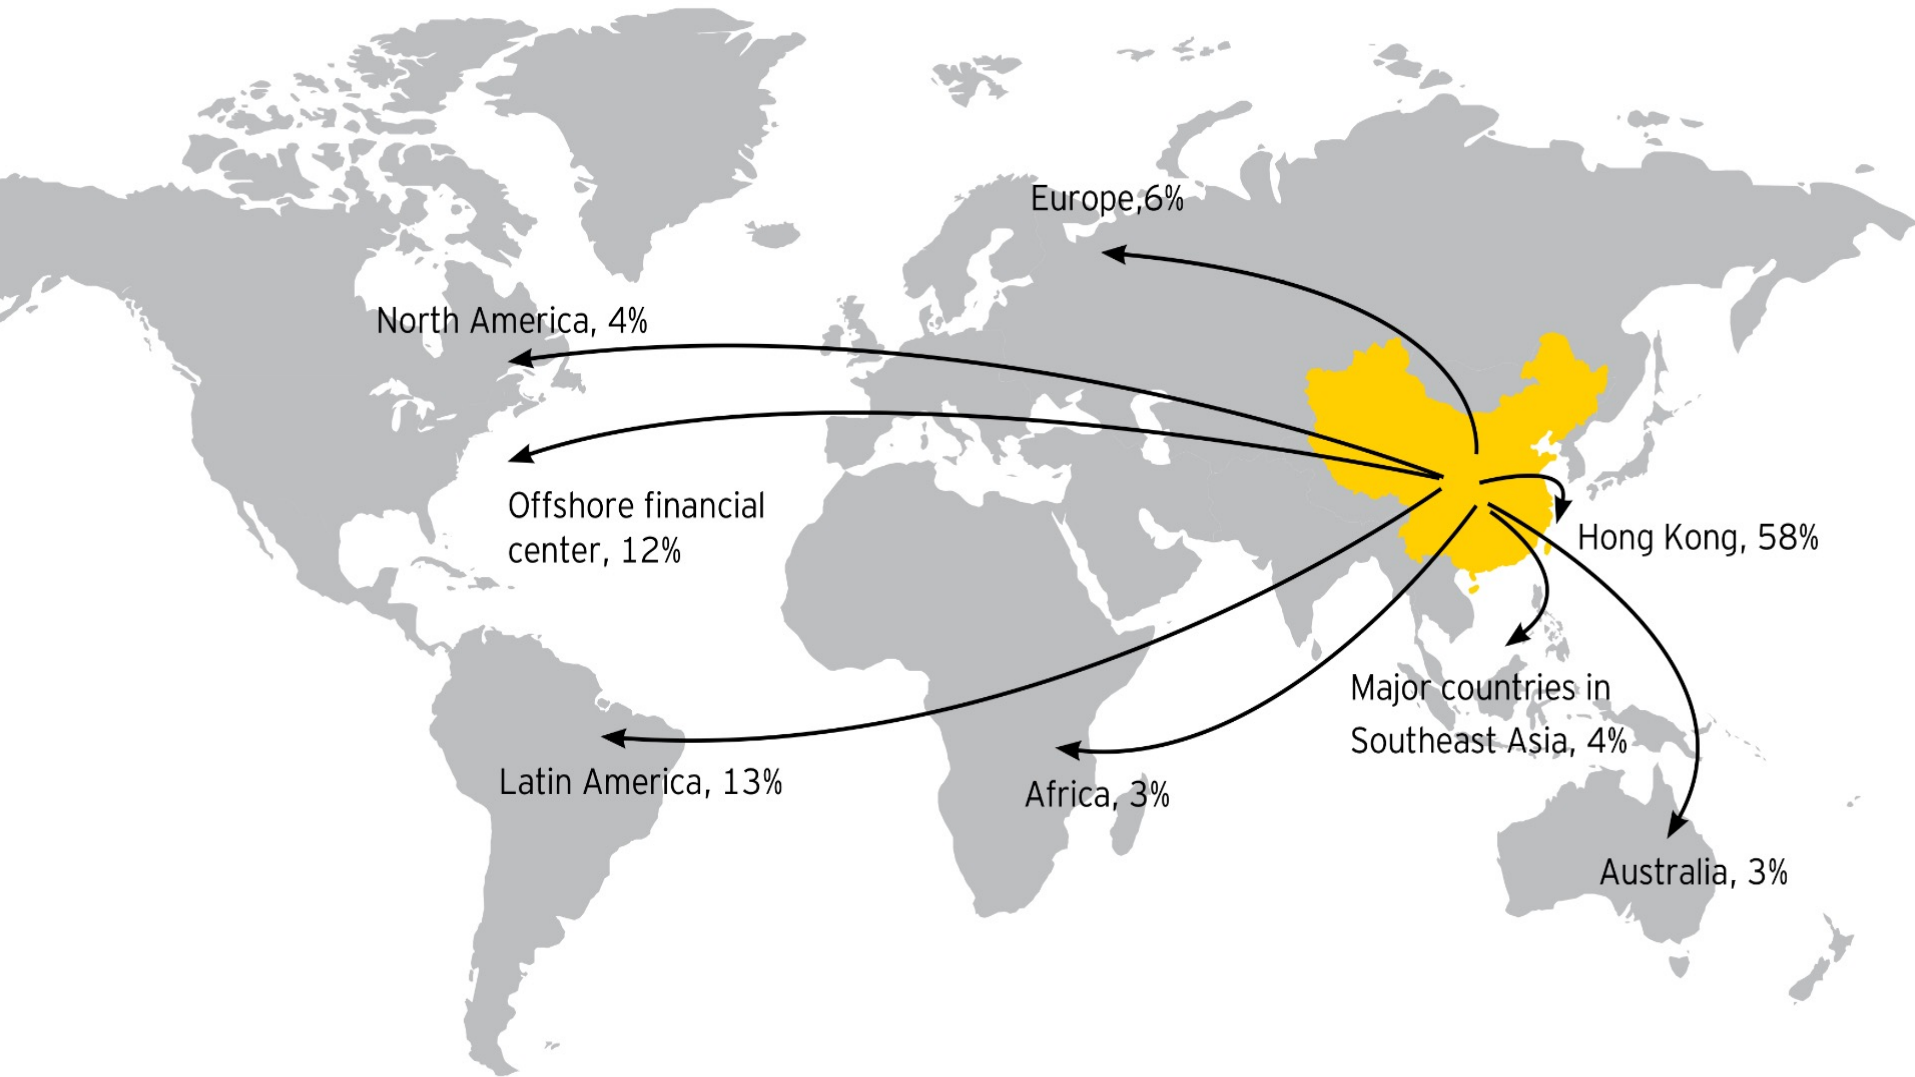 Europe,6%
North America, 4%
Offshore financial
center, 12%
Hong Kong, 58%
Major countries in
Southeast Asia, 4%
Latin America, 13%
Africa, 3%
Australia, 3%